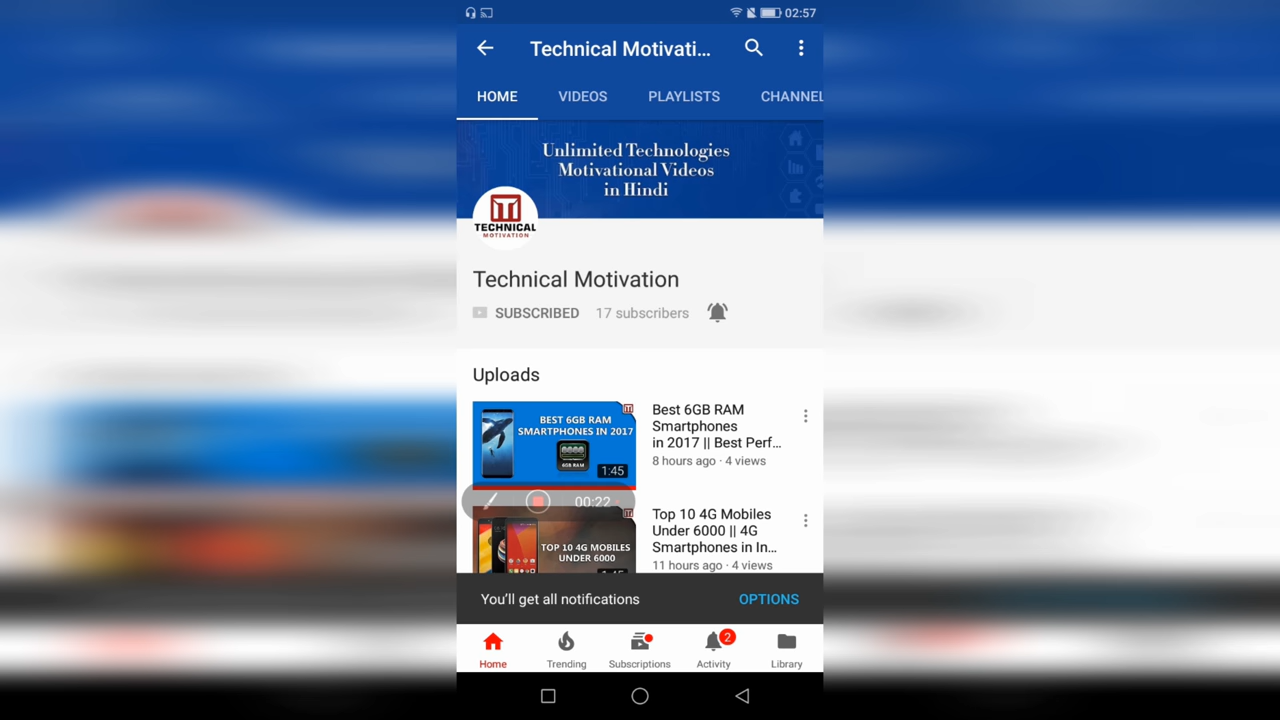 02:57
Technical Motivati...
HOME VIDEOS PLAYLISTS CHANNEL
Unlimited Technologies
Motivational Videos
in Hindi
TECHNICAL
MOTIVATION
Technical Motivation
SUBSCRIBED 17 subscribers
Uploads
BEST 6GB RAM
SMARTPHONES IN 2017
6GB RAM
1:45
Best 6GB RAM
Smartphones
in 2017 || Best Perf...
8 hours ago · 4 views
00:22
TOP 10 4G MOBILES
UNDER 6000
Top 10 4G Mobiles
Under 6000 || 4G
Smartphones in In...
11 hours ago · 4 views
You'll get all notifications OPTIONS
2
Home Trending Subscriptions Activity Library